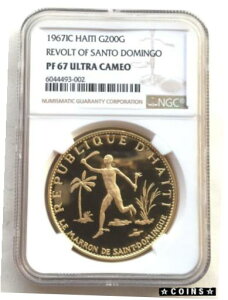 1967IC HAITI G200G
REVOLT OF SANTO DOMINGO
PF 67 ULTRA CAMEO
6044493-002
NGC
NUMISMATIC GUARANTY CORPORATION
REPUBLIQUE D'HAITI
LE MARRON DE SAINT-DOMINGUE
★ COINS ★